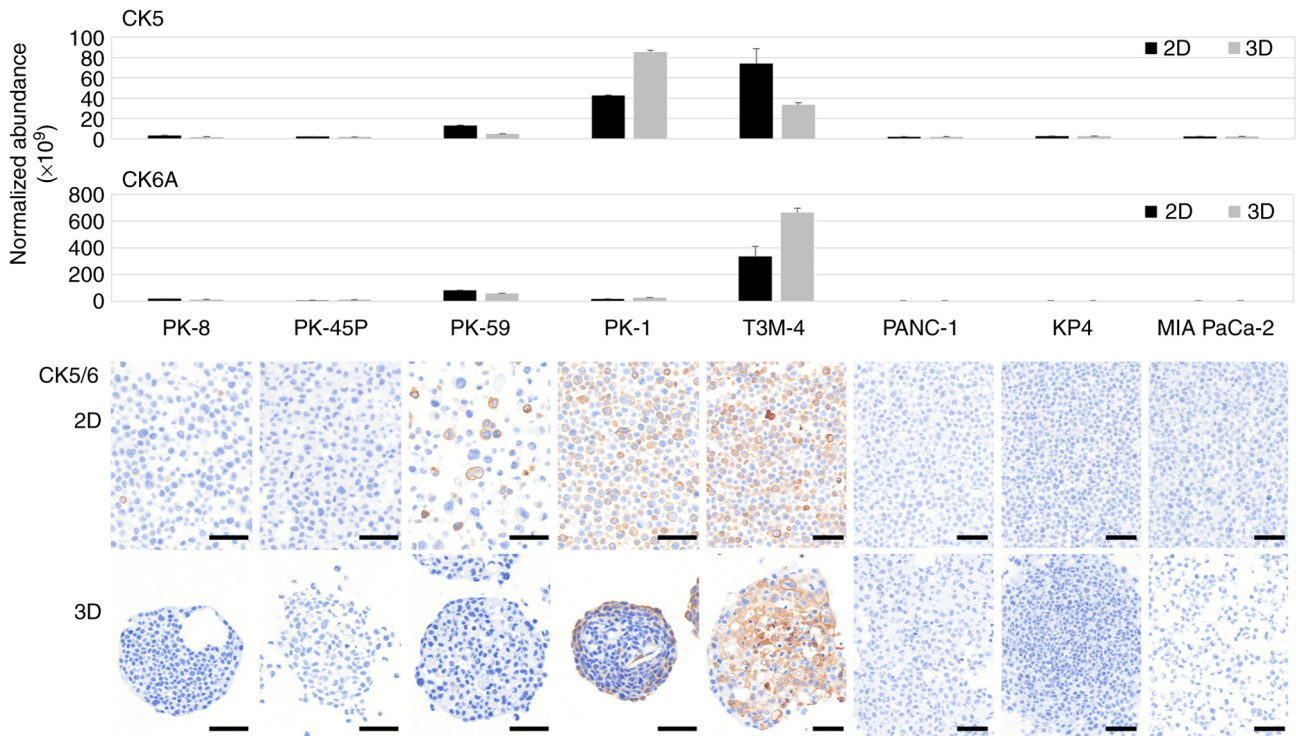 CK5
Normalized abundance
(×10⁹)
100
80
60
40
20
0
2D 3D
CK6A
800
600
400
200
0
2D 3D
PK-8 PK-45P PK-59 PK-1 T3M-4 PANC-1 KP4 MIA PaCa-2
CK5/6
2D
3D